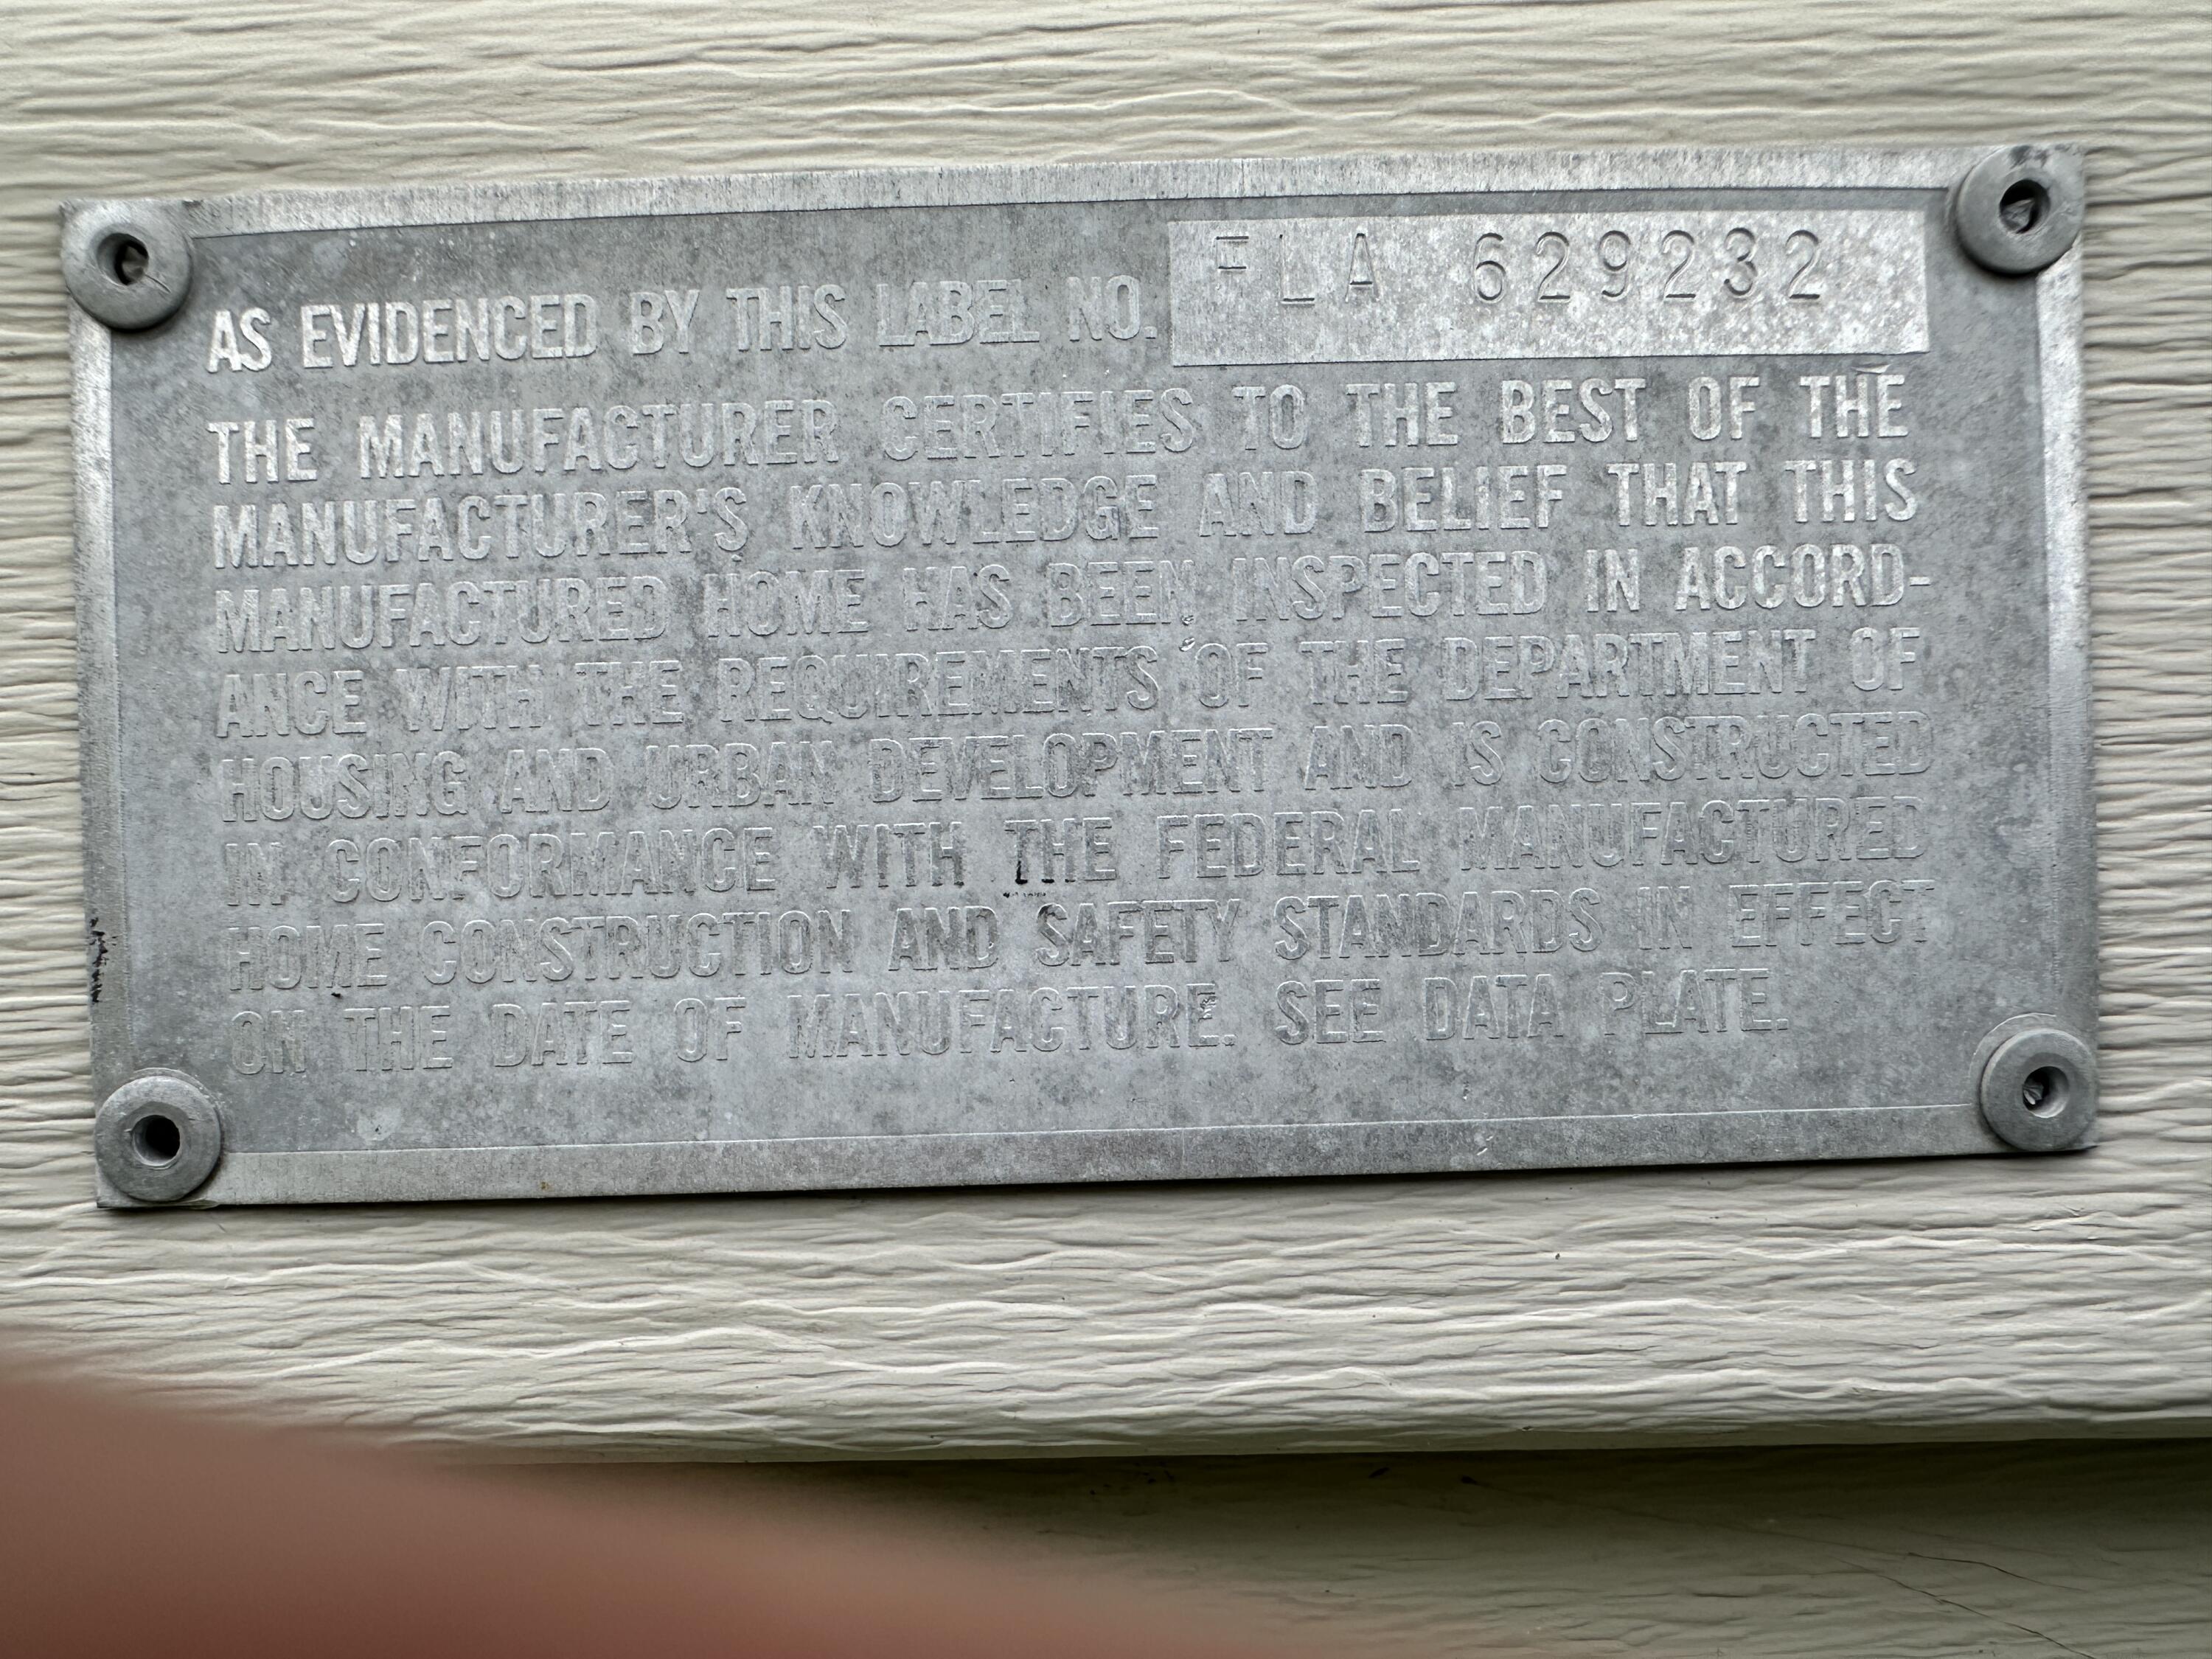 AS EVIDENCED BY THIS LABEL NO. FLA 629232
THE MANUFACTURER CERTIFIES TO THE BEST OF THE
MANUFACTURER'S KNOWLEDGE AND BELIEF THAT THIS
MANUFACTURED HOME HAS BEEN INSPECTED IN ACCORD-
ANCE WITH THE REQUIREMENTS OF THE DEPARTMENT OF
HOUSING AND URBAN DEVELOPMENT AND IS CONSTRUCTED
IN CONFORMANCE WITH THE FEDERAL MANUFACTURED
HOME CONSTRUCTION AND SAFETY STANDARDS IN EFFECT
ON THE DATE OF MANUFACTURE. SEE DATA PLATE.